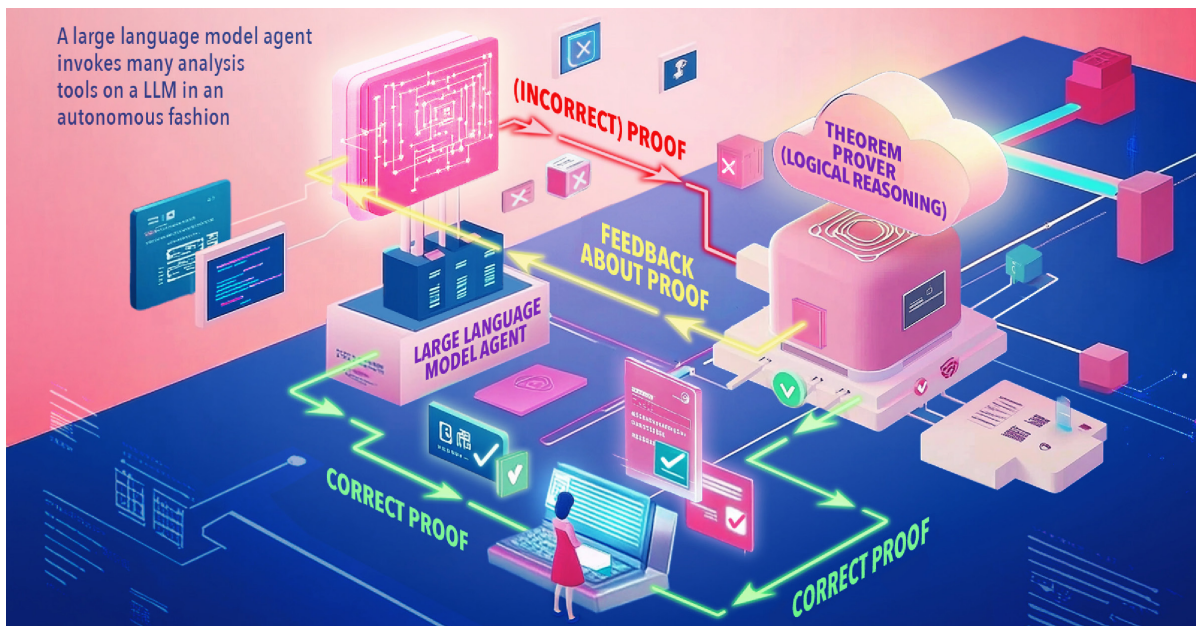 A large language model agent
invokes many analysis
tools on a LLM in an
autonomous fashion
(INCORRECT) PROOF
THEOREM
PROVER
(LOGICAL REASONING)
FEEDBACK
ABOUT PROOF
LARGE LANGUAGE
MODEL AGENT
CORRECT PROOF
CORRECT PROOF